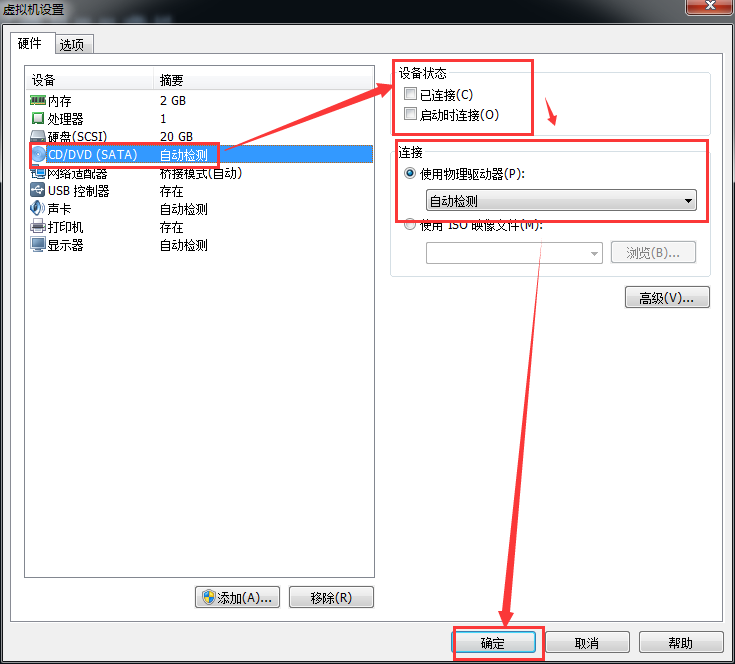 虚拟机设置
硬件 选项
设备 摘要
内存 2 GB
处理器 1
硬盘(SCSI) 20 GB
CD/DVD (SATA) 自动检测
网络适配器 桥接模式(自动)
USB 控制器 存在
声卡 自动检测
打印机 存在
显示器 自动检测
添加(A)... 移除(R)
设备状态
已连接(C)
启动时连接(O)
连接
使用物理驱动器(P):
自动检测
使用 ISO 映像文件(M):
浏览(B)...
高级(V)...
确定 取消 帮助